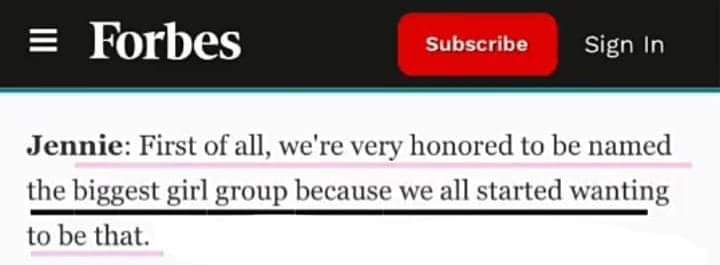 Forbes Subscribe Sign In
Jennie: First of all, we're very honored to be named
the biggest girl group because we all started wanting
to be that.